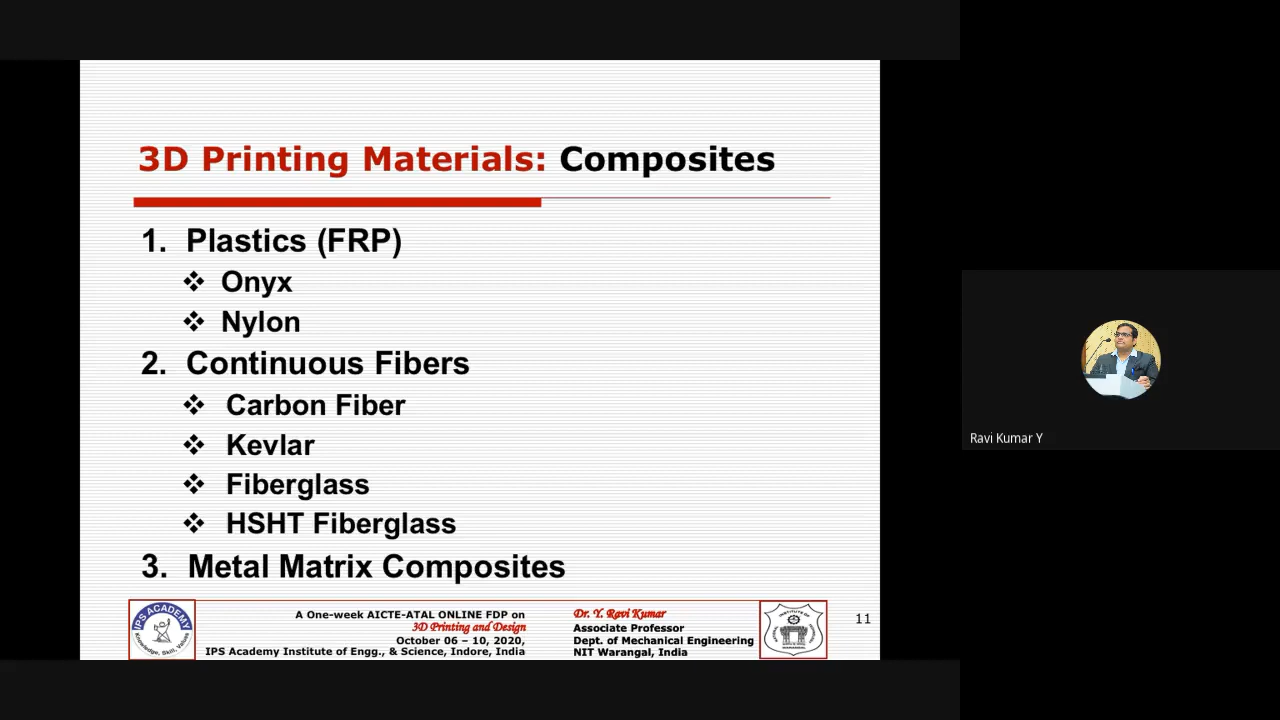 3D Printing Materials: Composites
1. Plastics (FRP)
❖ Onyx
❖ Nylon
2. Continuous Fibers
❖ Carbon Fiber
❖ Kevlar
❖ Fiberglass
❖ HSHT Fiberglass
3. Metal Matrix Composites
IPS ACADEMY
Knowledge, Skill, Values
A One-week AICTE-ATAL ONLINE FDP on
3D Printing and Design
October 06 – 10, 2020,
IPS Academy Institute of Engg., & Science, Indore, India
Dr. Y. Ravi Kumar
Associate Professor
Dept. of Mechanical Engineering
NIT Warangal, India
11
Ravi Kumar Y